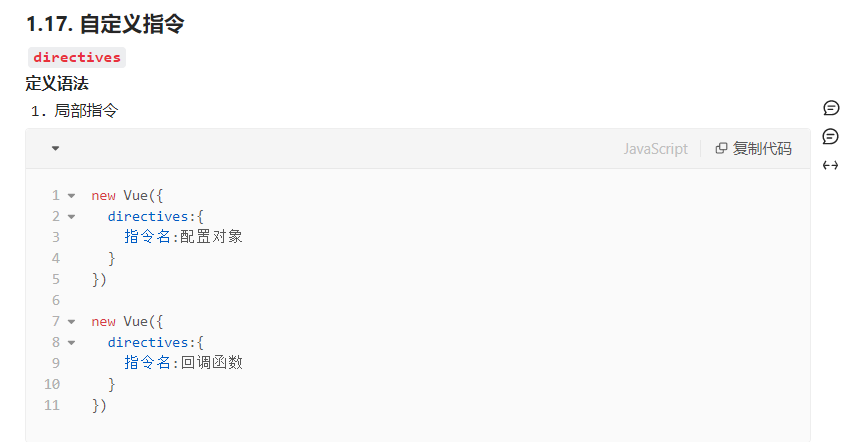 1.17. 自定义指令
directives
定义语法
1. 局部指令
JavaScript 复制代码
1 new Vue({
2 directives:{
3 指令名:配置对象
4 }
5 })
6
7 new Vue({
8 directives:{
9 指令名:回调函数
10 }
11 })